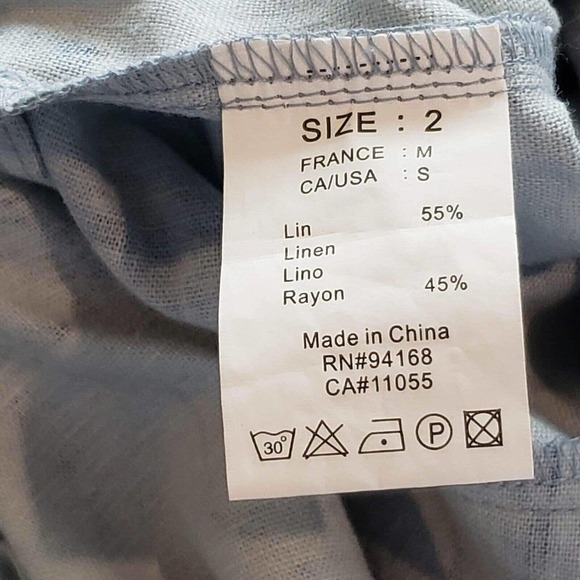 SIZE : 2
FRANCE : M
CA/USA : S
Lin 55%
Linen
Lino
Rayon 45%
Made in China
RN#94168
CA#11055
30° P